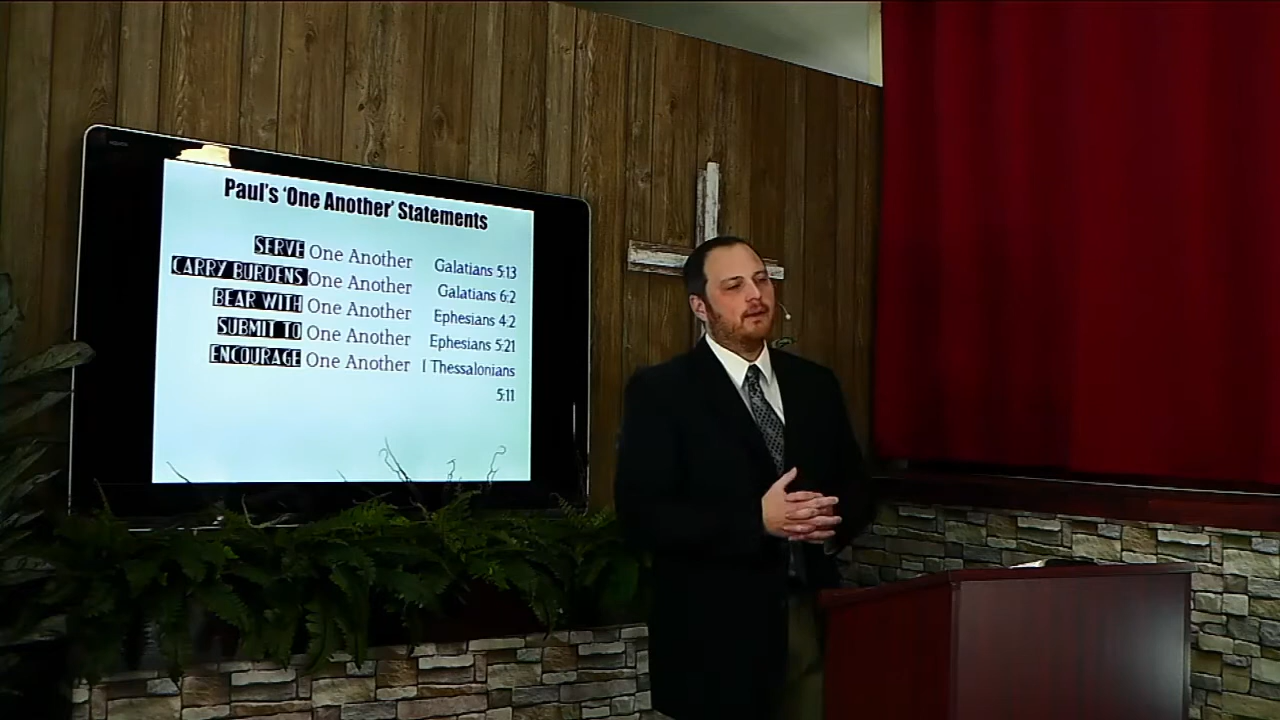 Paul's 'One Another' Statements
SERVE One Another Galatians 5:13
CARRY BURDENS One Another Galatians 6:2
BEAR WITH One Another Ephesians 4:2
SUBMIT TO One Another Ephesians 5:21
ENCOURAGE One Another I Thessalonians
5:11